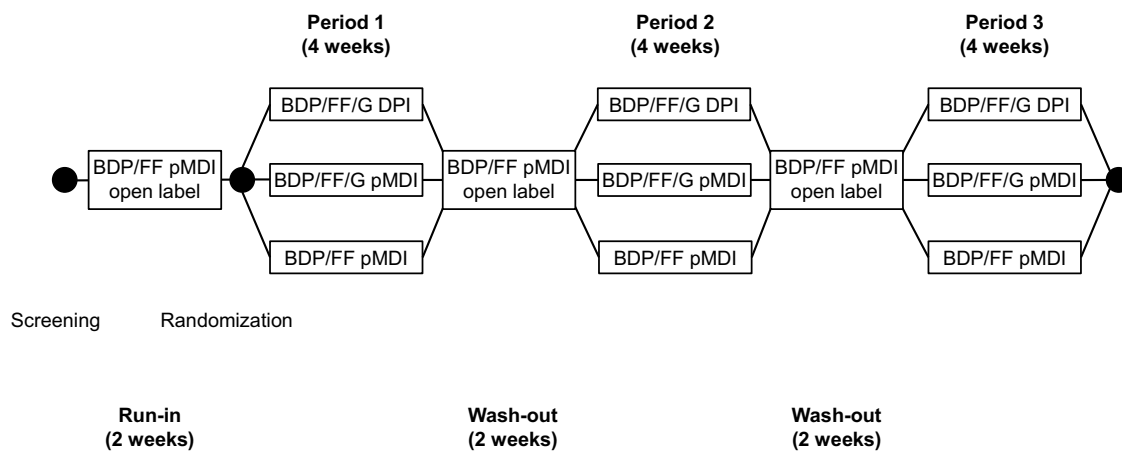 Period 1
(4 weeks)
Period 2
(4 weeks)
Period 3
(4 weeks)
BDP/FF/G DPI
BDP/FF/G DPI
BDP/FF/G DPI
BDP/FF pMDI
open label
BDP/FF/G pMDI
BDP/FF pMDI
open label
BDP/FF/G pMDI
BDP/FF pMDI
open label
BDP/FF/G pMDI
BDP/FF pMDI
BDP/FF pMDI
BDP/FF pMDI
Screening
Randomization
Run-in
(2 weeks)
Wash-out
(2 weeks)
Wash-out
(2 weeks)